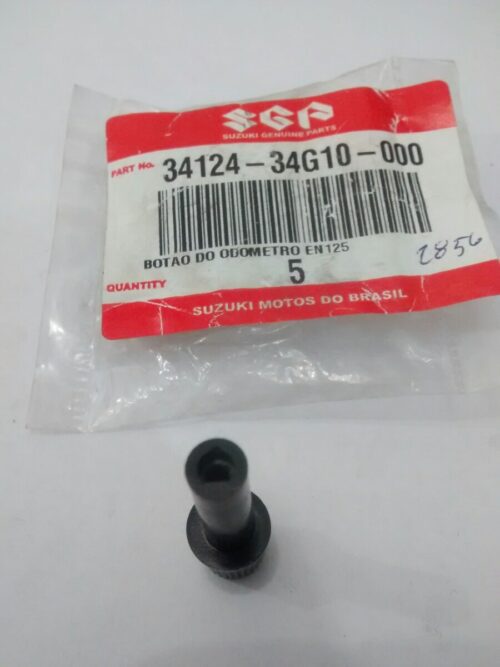 SGP
SUZUKI GENUINE PARTS
PART No. 34124-34G10-000
BOTAO DO ODOMETRO EN125
2856
QUANTITY 5
SUZUKI MOTOS DO BRASIL